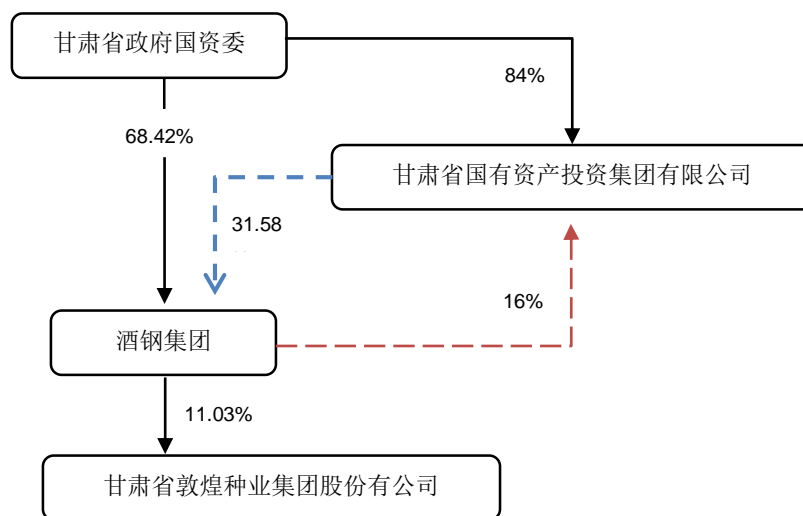 甘肃省政府国资委
84%
68.42%
甘肃省国有资产投资集团有限公司
31.58
16%
酒钢集团
11.03%
甘肃省敦煌种业集团股份有公司